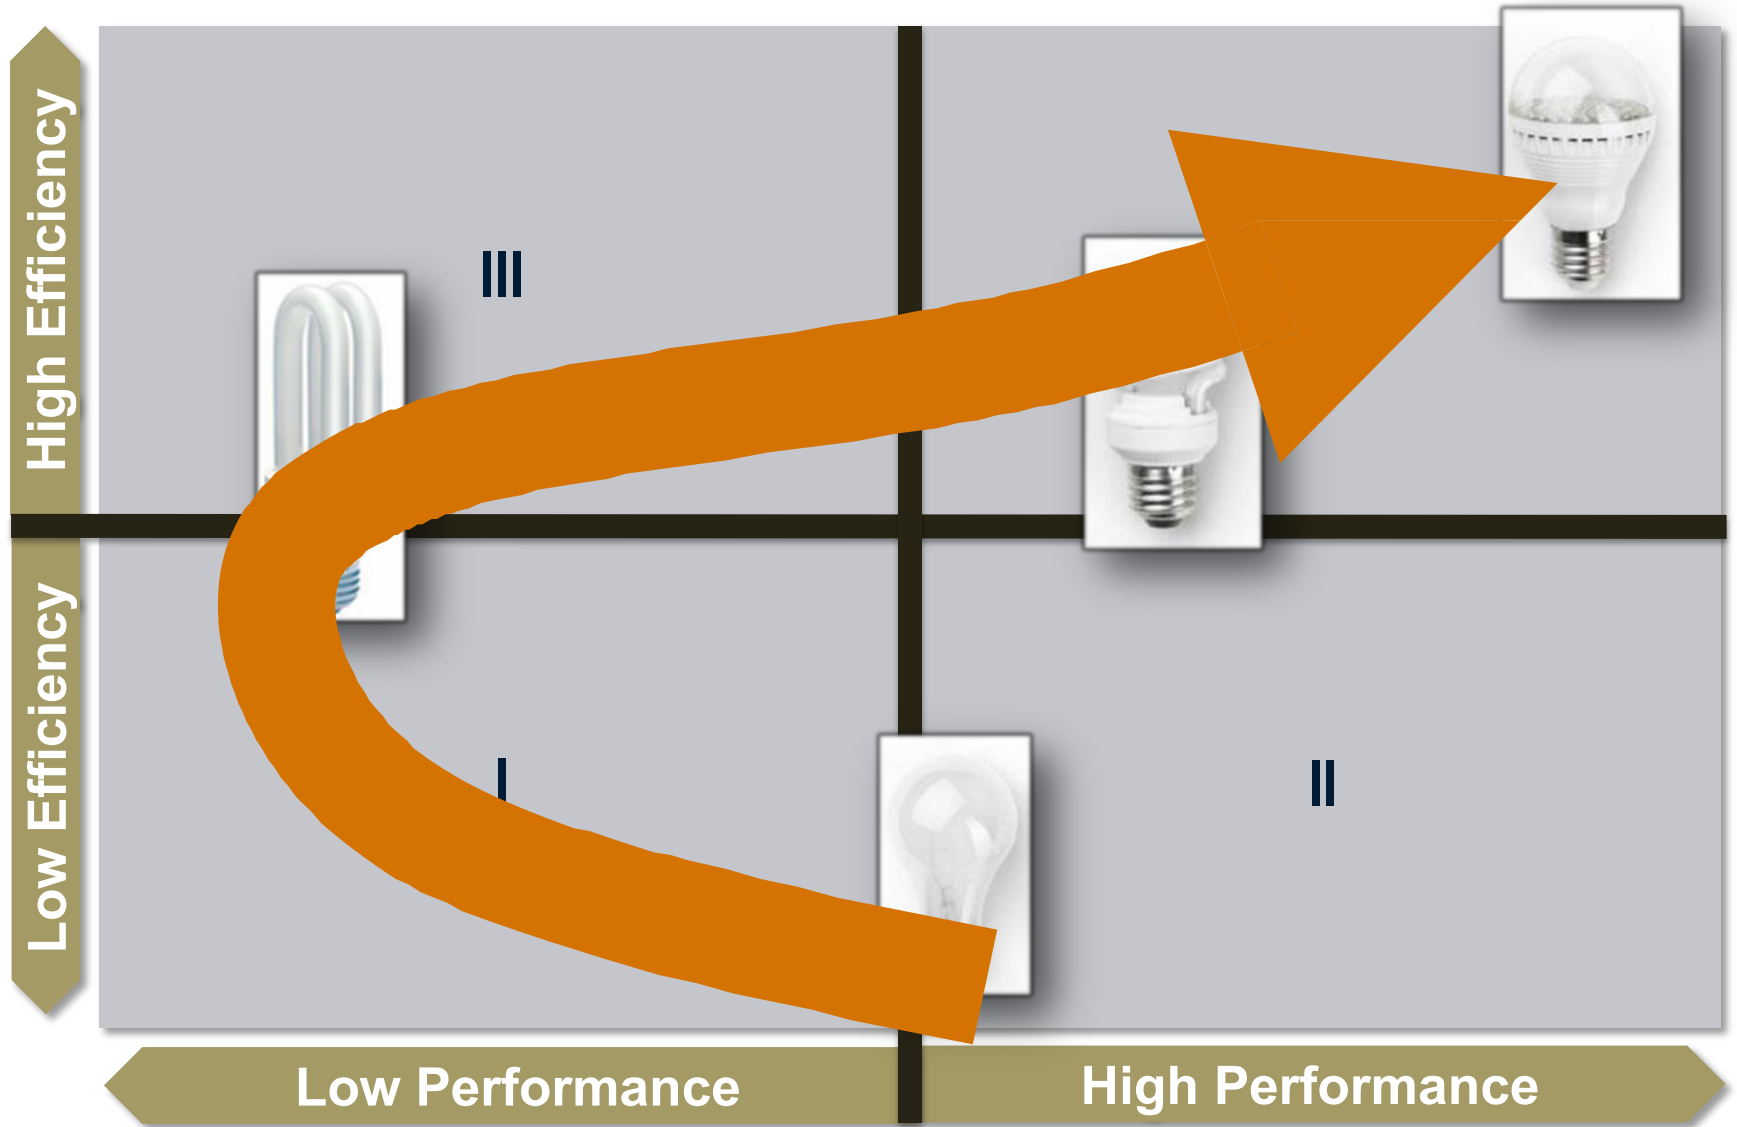 High Efficiency
III
Low Efficiency
I
II
Low Performance
High Performance